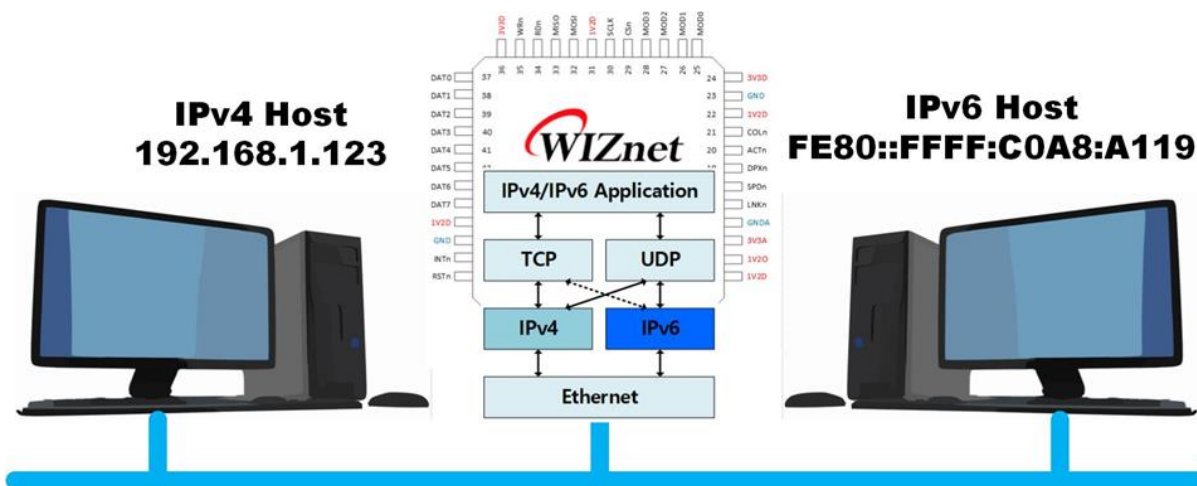 3V3D
WRn
RDn
MISO
MOSI
1V2D
SCLK
CSn
MOD3
MOD2
MOD1
MOD0
36
35
34
33
32
31
30
29
28
27
26
25
DAT0 37
DAT1 38
DAT2 39
DAT3 40
DAT4 41
DAT5
DAT6
DAT7
1V2D
GND
INTn
RSTn
24 3V3D
23 GND
22 1V2D
21 COLn
20 ACTn
DPXn
SPDn
LNKn
GNDA
3V3A
1V2O
1V2D
IPv4 Host
192.168.1.123
WIZnet
IPv4/IPv6 Application
TCP
UDP
IPv4
IPv6
Ethernet
IPv6 Host
FE80::FFFF:C0A8:A119